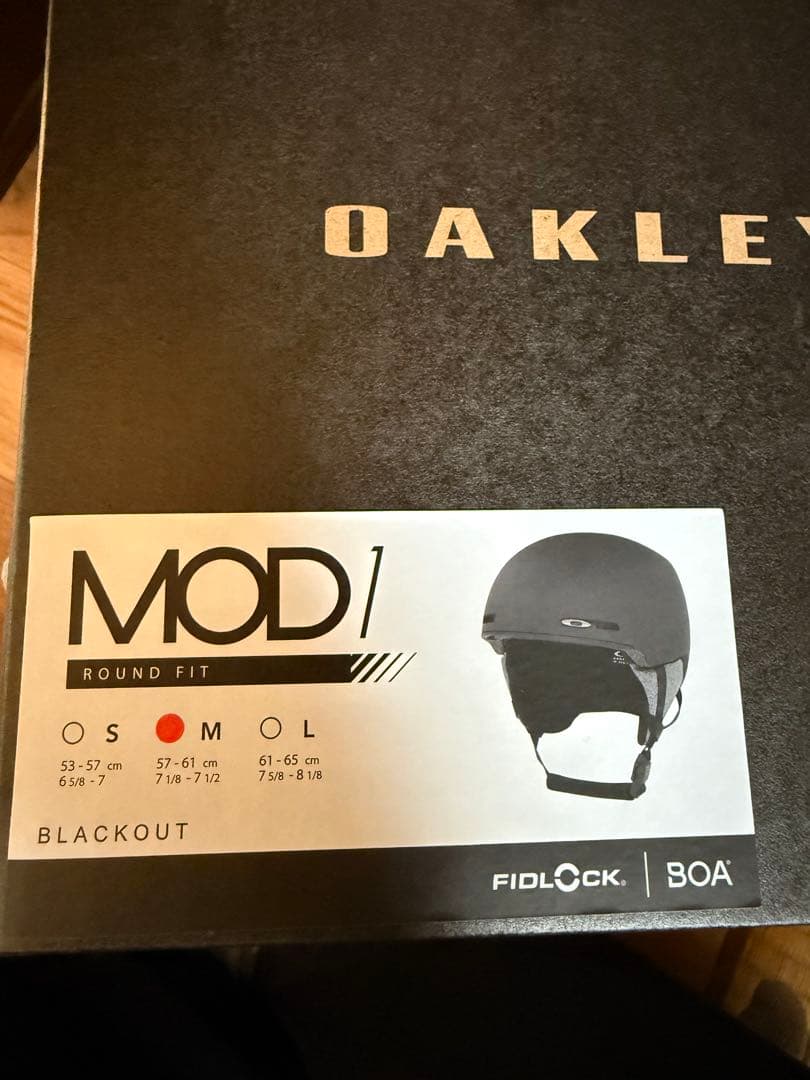 OAKLEY
MOD1
ROUND FIT
S M L
53 - 57 cm 57 - 61 cm 61 - 65 cm
6 5/8 - 7 7 1/8 - 7 1/2 7 5/8 - 8 1/8
BLACKOUT
FIDLOCK® BOA®